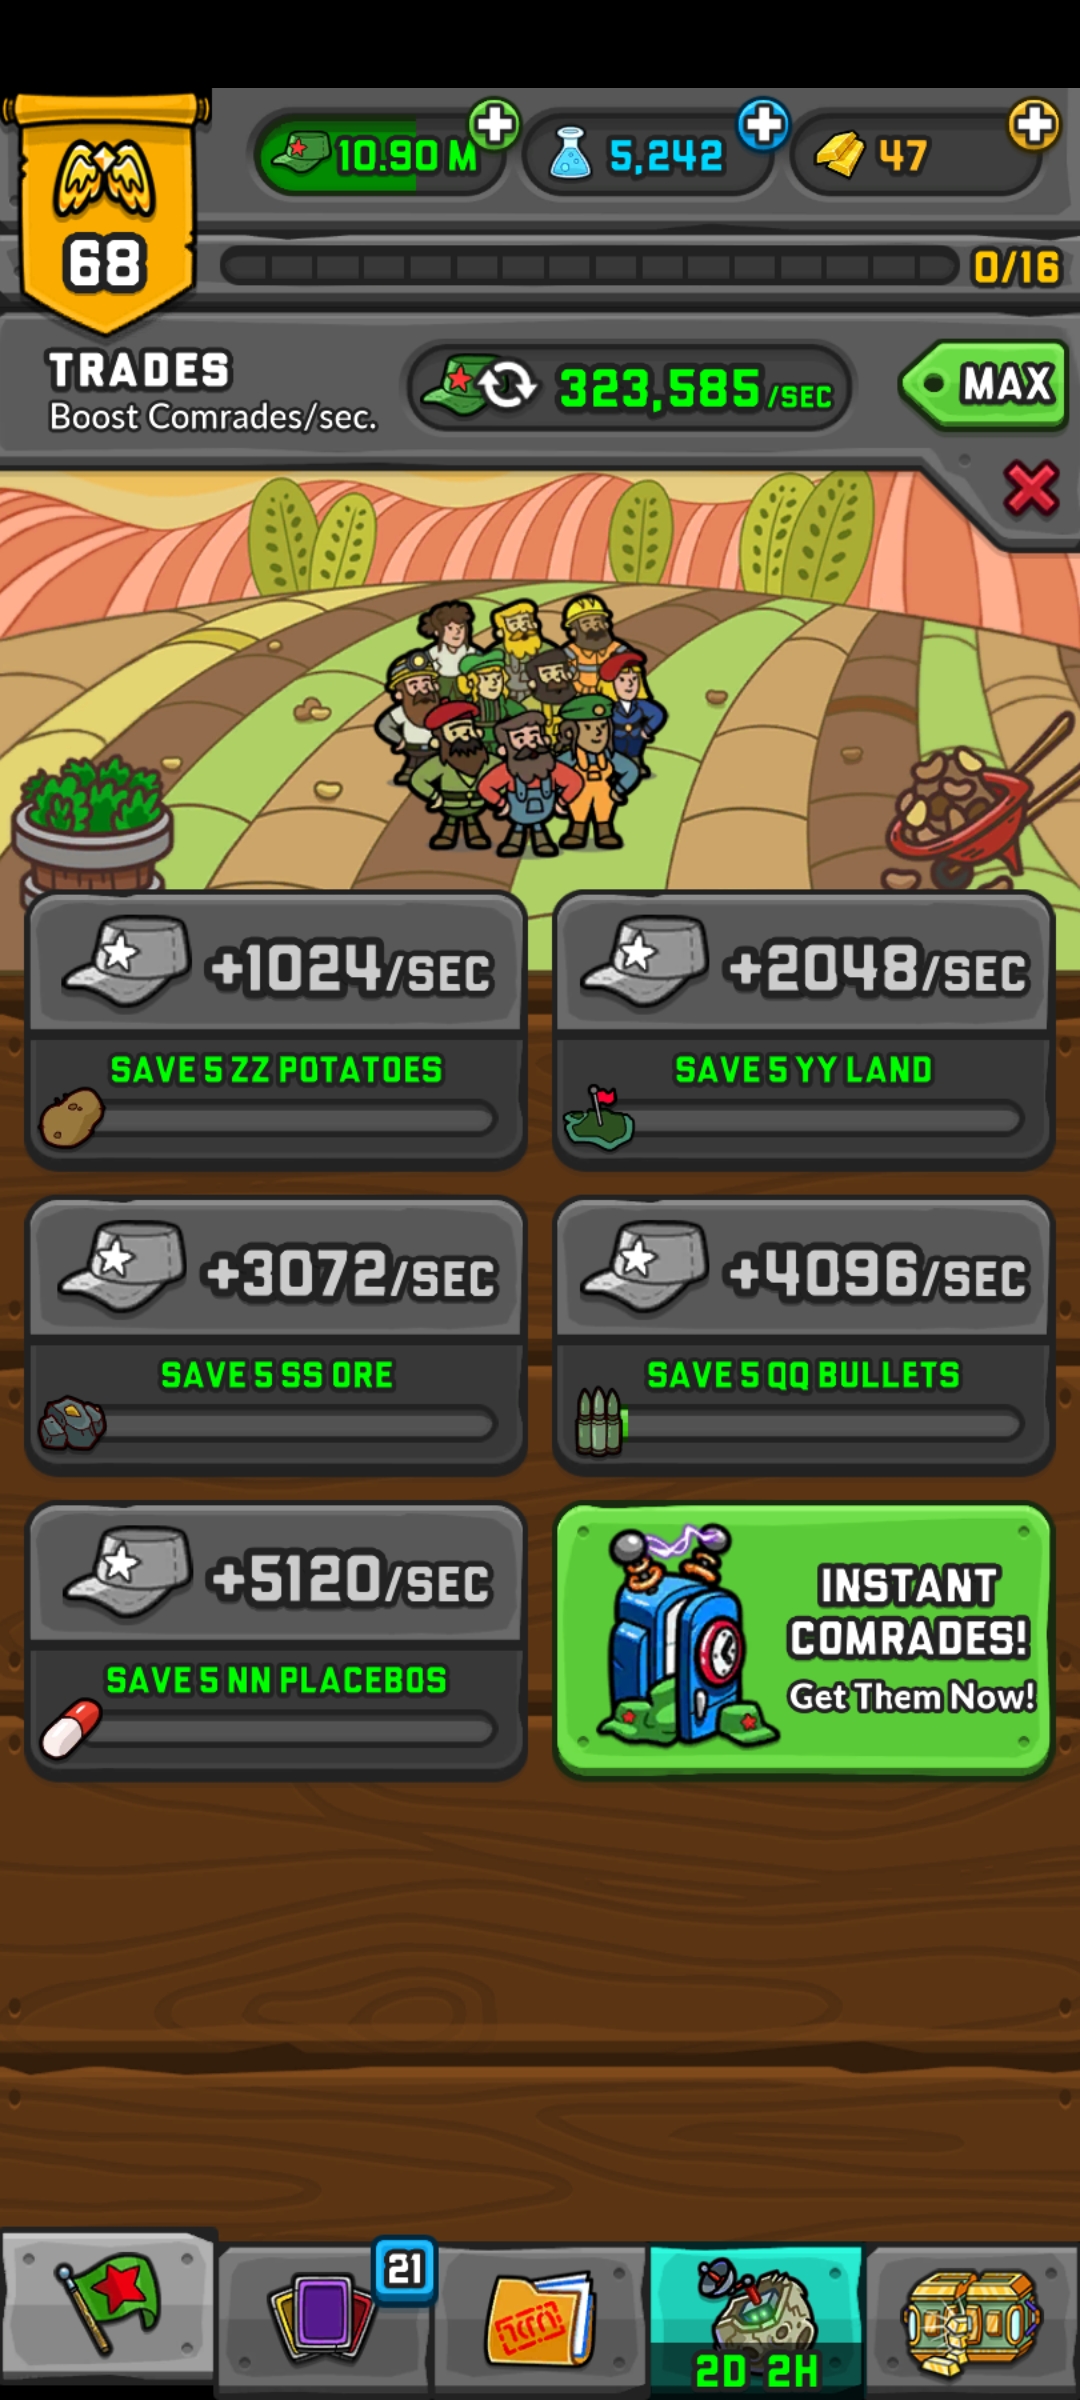 10.90 M
5,242
47
68
0/16
TRADES
Boost Comrades/sec.
323,585/SEC
MAX
+1024/SEC
SAVE 5 ZZ POTATOES
+2048/SEC
SAVE 5 YY LAND
+3072/SEC
SAVE 5 SS ORE
+4096/SEC
SAVE 5 QQ BULLETS
+5120/SEC
SAVE 5 NN PLACEBOS
INSTANT
COMRADES!
Get Them Now!
21
2D 2H